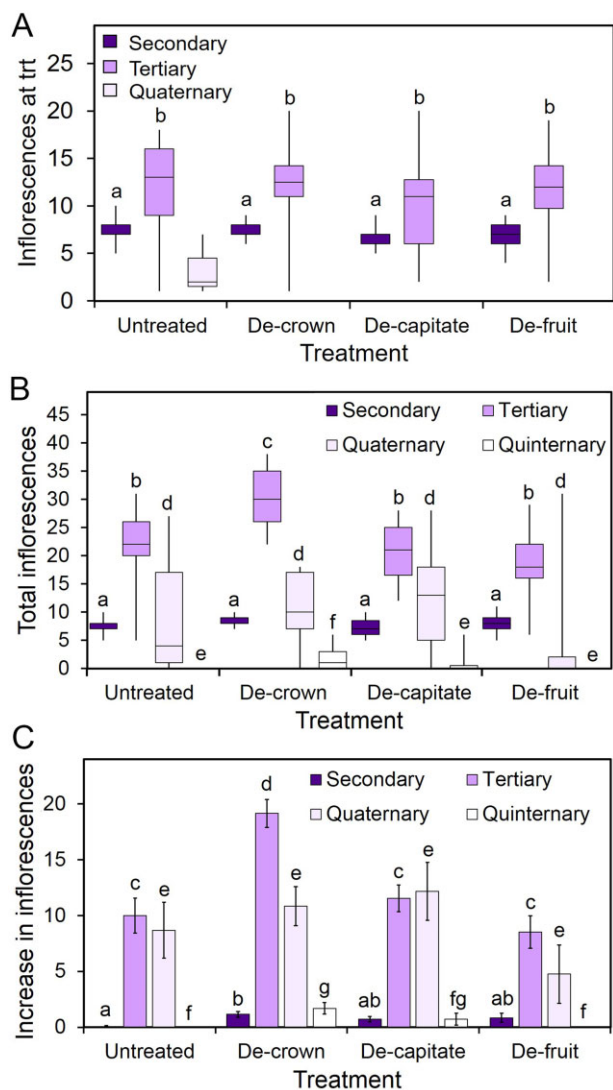 A
Secondary
Tertiary
Quaternary
Inflorescences at trt
25
20
15
10
5
0
a b
a b
a b
a b
Untreated De-crown De-capitate De-fruit
Treatment
B
Secondary Tertiary
Quaternary Quinternary
Total inflorescences
45
40
35
30
25
20
15
10
5
0
a b d e
a c d f
a b d e
a b d e
Untreated De-crown De-capitate De-fruit
Treatment
C
Secondary Tertiary
Quaternary Quinternary
Increase in inflorescences
20
15
10
5
0
a c e f
b d e g
ab c e fg
ab c e f
Untreated De-crown De-capitate De-fruit
Treatment